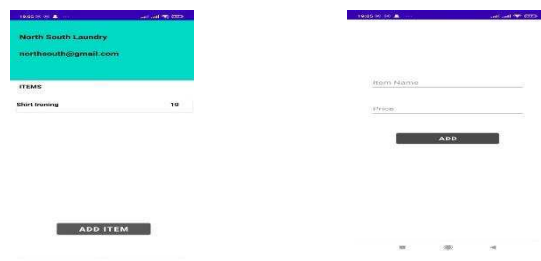 North South Laundry
northsouth@gmail.com
ITEMS
Shirt Ironing 10
ADD ITEM
Item Name
Price
ADD